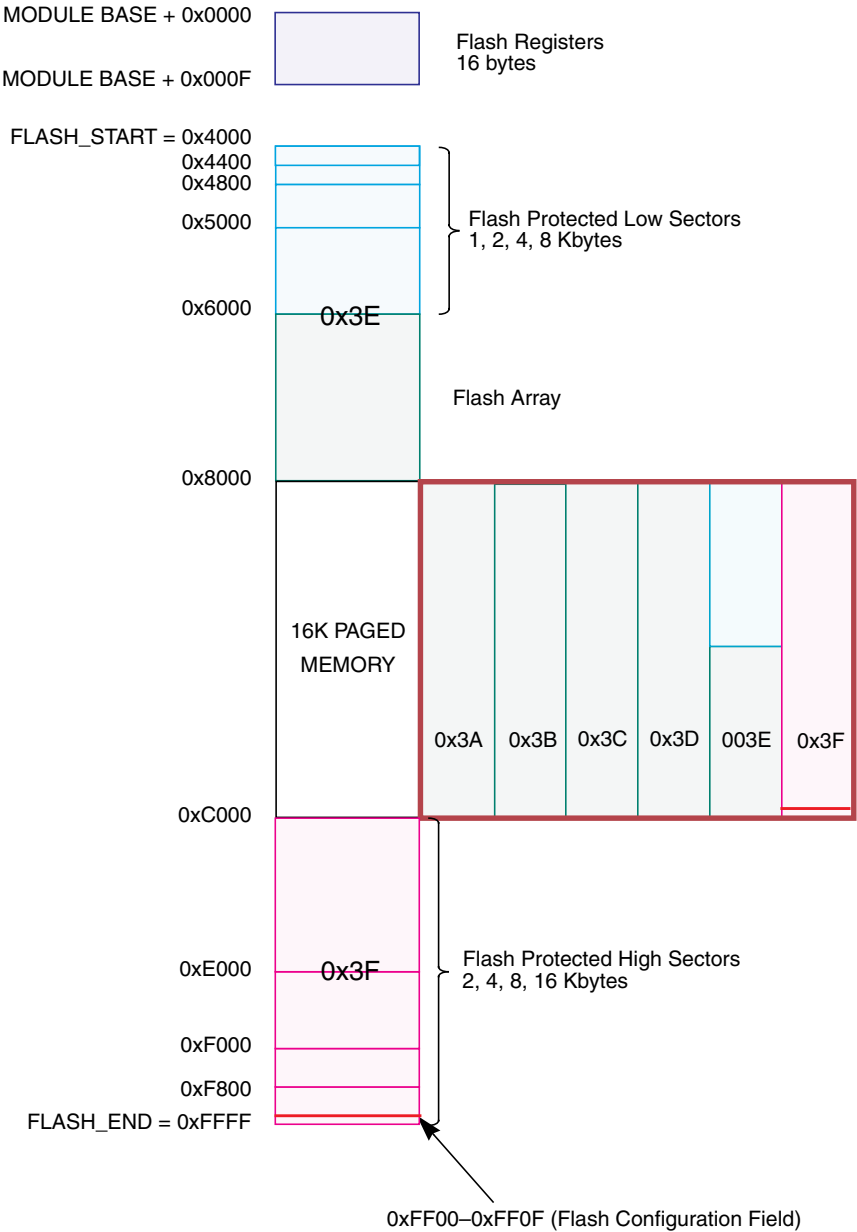 MODULE BASE + 0x0000
Flash Registers
16 bytes
MODULE BASE + 0x000F
FLASH_START = 0x4000
0x4400
0x4800
0x5000
Flash Protected Low Sectors
1, 2, 4, 8 Kbytes
0x6000
0x3E
Flash Array
0x8000
16K PAGED
MEMORY
0x3A
0x3B
0x3C
0x3D
003E
0x3F
0xC000
0xE000
0x3F
Flash Protected High Sectors
2, 4, 8, 16 Kbytes
0xF000
0xF800
FLASH_END = 0xFFFF
0xFF00–0xFF0F (Flash Configuration Field)